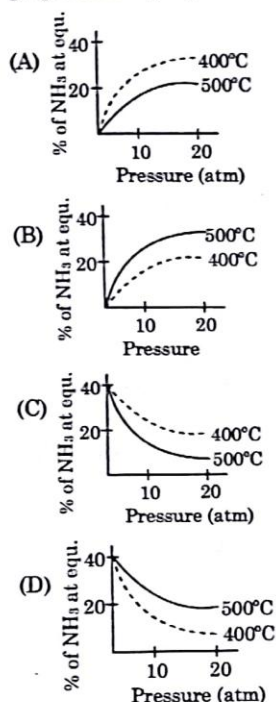 (A)
% of NH₃ at equ.
40
20
400°C
500°C
10
20
Pressure (atm)
(B)
% of NH₃ at equ.
40
20
500°C
400°C
10
20
Pressure
(C)
% of NH₃ at equ.
40
20
400°C
500°C
10
20
Pressure (atm)
(D)
% of NH₃ at equ.
40
20
500°C
400°C
10
20
Pressure (atm)